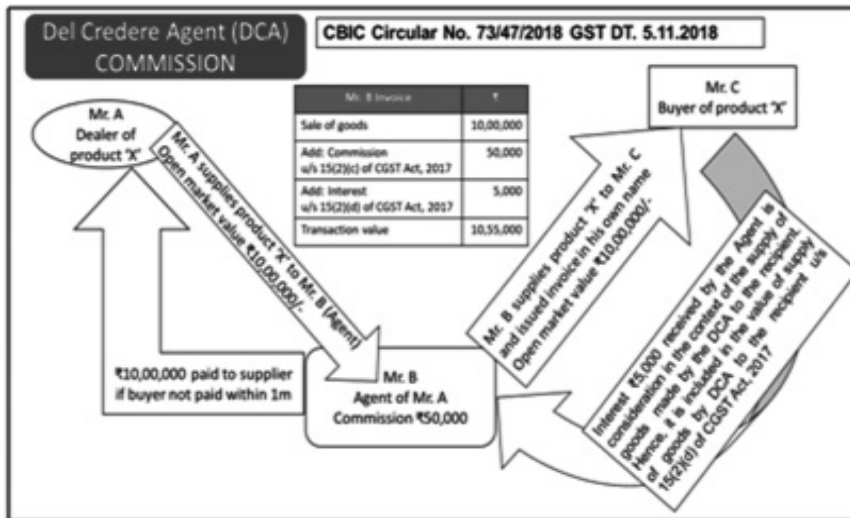 Del Credere Agent (DCA)
COMMISSION
CBIC Circular No. 73/47/2018 GST DT. 5.11.2018
Mr. A
Dealer of
product 'X'
Mr. A supplies product 'X' to Mr. B (Agent)
Open market value ₹10,00,000/-
Mr. B Invoice ₹
Sale of goods 10,00,000
Add: Commission 50,000
u/s 15(2)(c) of CGST Act, 2017
Add: Interest 5,000
u/s 15(2)(d) of CGST Act, 2017
Transaction value 10,55,000
Mr. C
Buyer of product 'X'
Mr. B supplies product 'X' to Mr. C
and issued invoice in his own name
Open market value ₹10,00,000/-
Interest ₹5,000 received by the Agent is
consideration in the context of the supply of
goods made by the DCA to the recipient.
Hence, it is included in the value of supply
of goods by DCA to the recipient u/s
15(2)(d) of CGST Act, 2017
₹10,00,000 paid to supplier
if buyer not paid within 1m
Mr. B
Agent of Mr. A
Commission ₹50,000